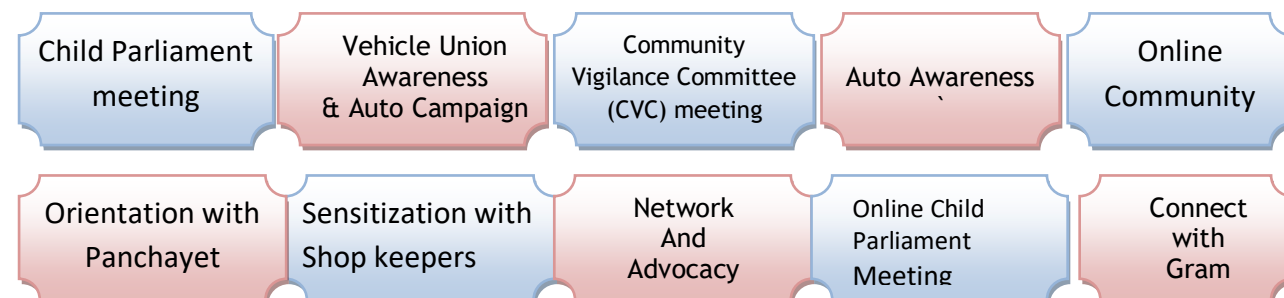 Child Parliament
meeting
Vehicle Union
Awareness
& Auto Campaign
Community
Vigilance Committee
(CVC) meeting
Auto Awareness
`
Online
Community
Orientation with
Panchayet
Sensitization with
Shop keepers
Network
And
Advocacy
Online Child
Parliament
Meeting
Connect
with
Gram